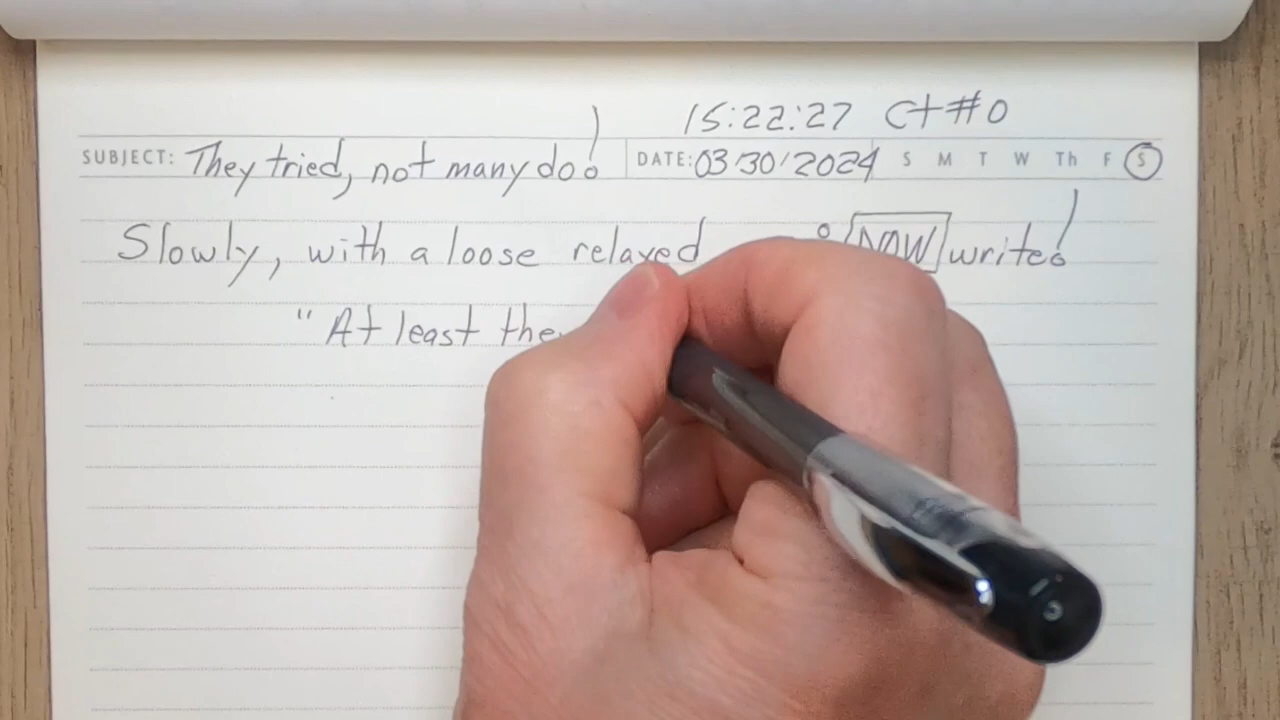 15:22:27 Ct#0
SUBJECT: They tried, not many do! DATE: 03/30/2024 S M T W Th F S
Slowly, with a loose relaxed NOW write!
"At least the